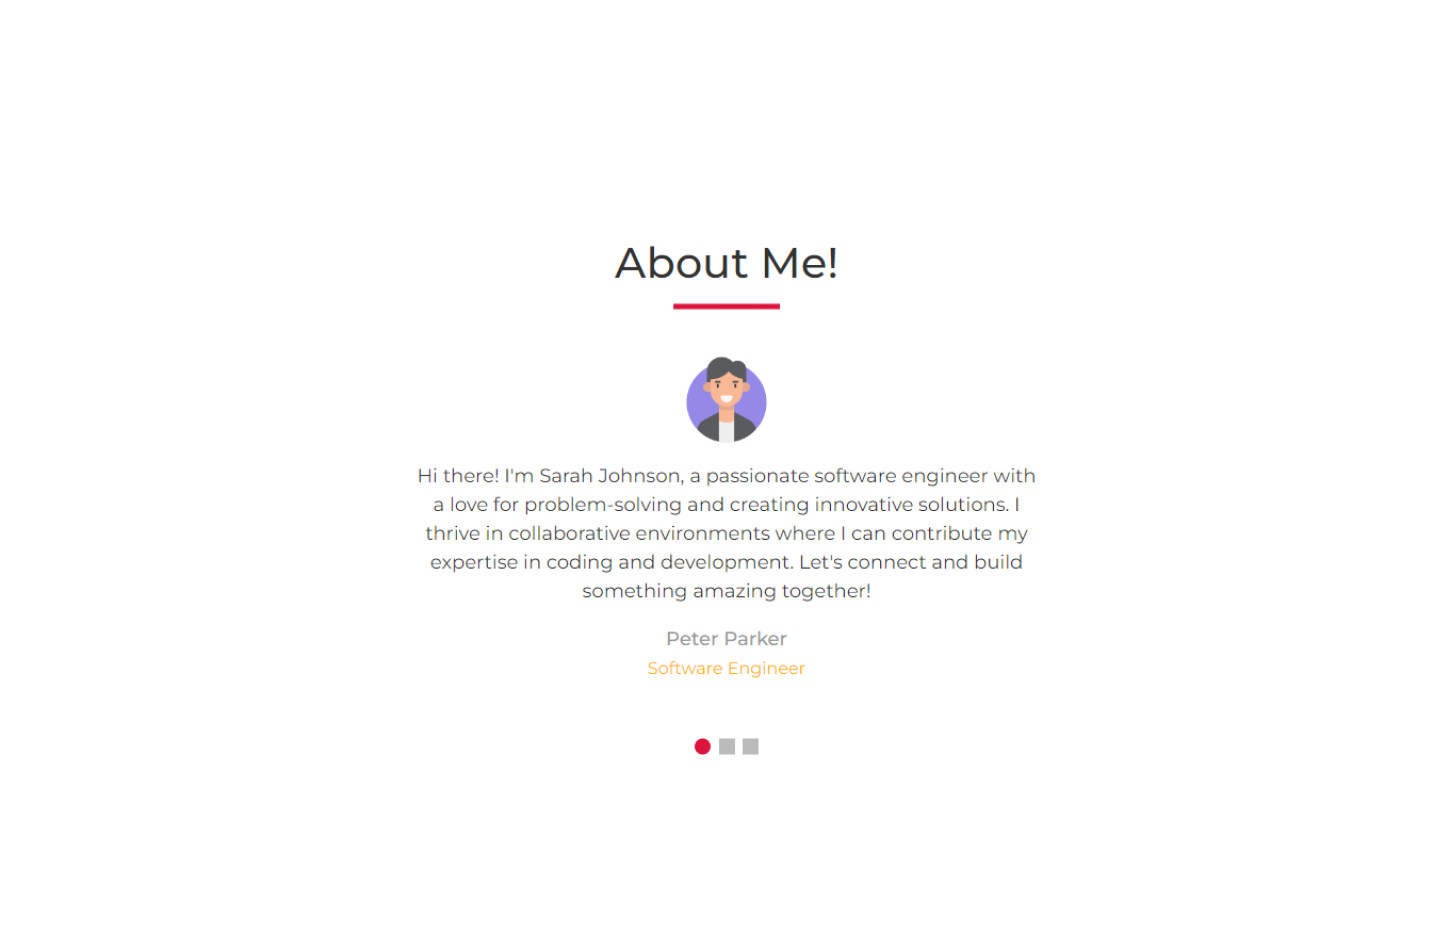 About Me!
Hi there! I'm Sarah Johnson, a passionate software engineer with
a love for problem-solving and creating innovative solutions. I
thrive in collaborative environments where I can contribute my
expertise in coding and development. Let's connect and build
something amazing together!
Peter Parker
Software Engineer